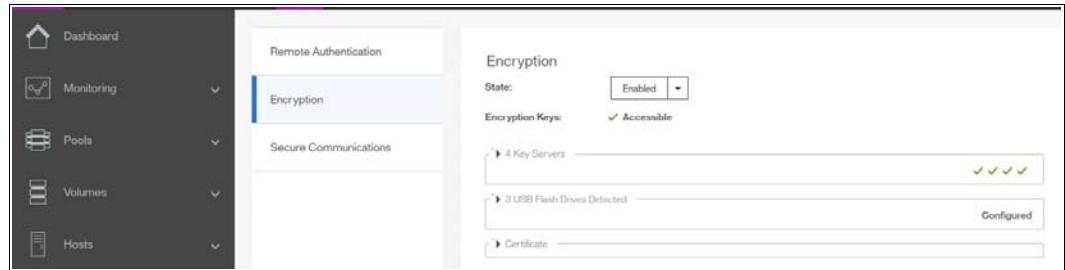 Dashboard
Monitoring
Pools
Volumes
Hosts
Remote Authentication
Encryption
Secure Communications
Encryption
State: Enabled
Encryption Keys: Accessible
4 Key Servers
3 USB Flash Drives Detected
Configured
Certificate